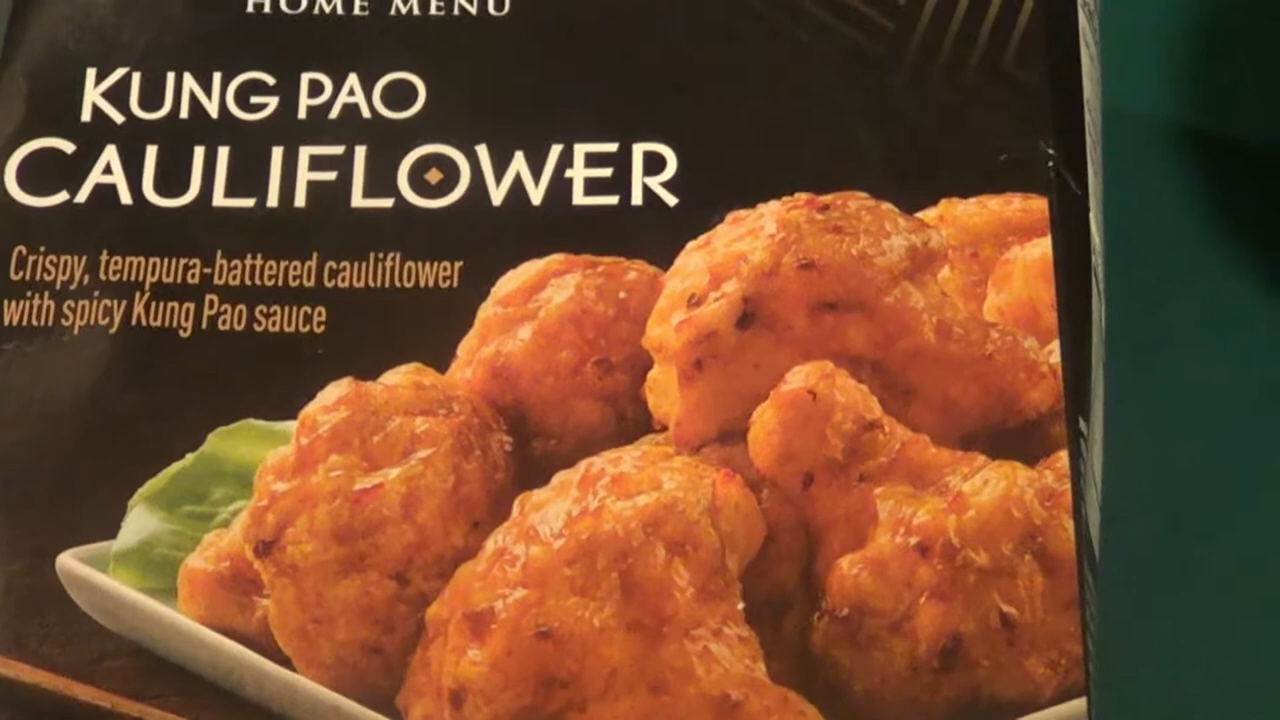 HOME MENU
KUNG PAO
CAULIFLOWER
Crispy, tempura-battered cauliflower
with spicy Kung Pao sauce